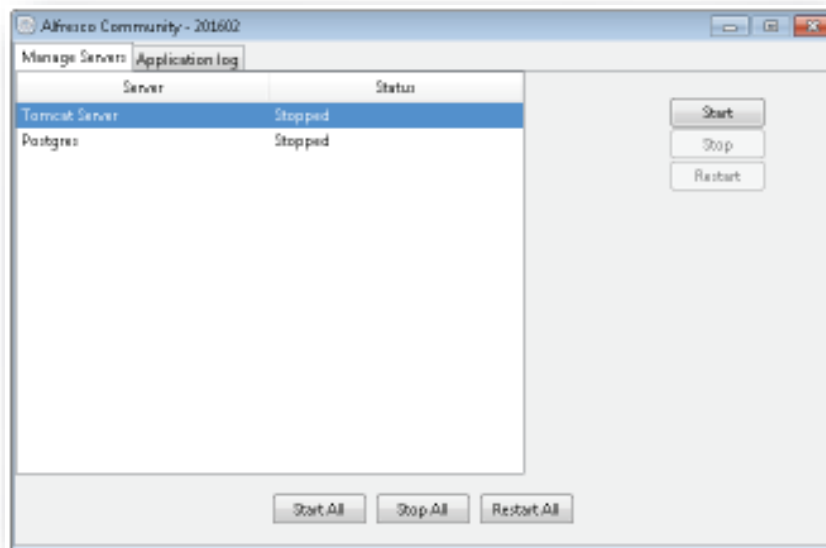 Alfresco Community - 201602
Manage Servers Application log
Server Status
Tomcat Server Stopped
Postgres Stopped
Start
Stop
Restart
Start All Stop All Restart All